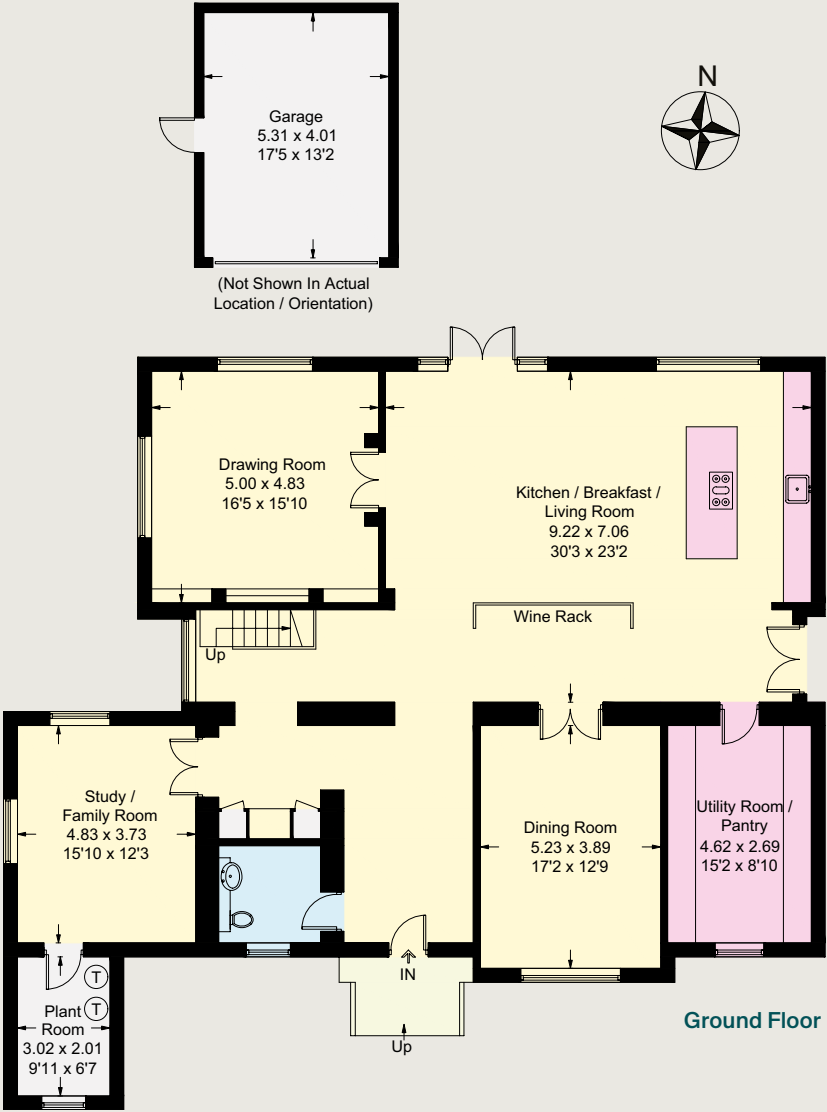 Garage
5.31 x 4.01
17'5 x 13'2
N
(Not Shown In Actual
Location / Orientation)
Drawing Room
5.00 x 4.83
16'5 x 15'10
Kitchen / Breakfast /
Living Room
9.22 x 7.06
30'3 x 23'2
Wine Rack
Up
Study /
Family Room
4.83 x 3.73
15'10 x 12'3
Dining Room
5.23 x 3.89
17'2 x 12'9
Utility Room /
Pantry
4.62 x 2.69
15'2 x 8'10
IN
Up
T
T
Plant
Room
3.02 x 2.01
9'11 x 6'7
Ground Floor